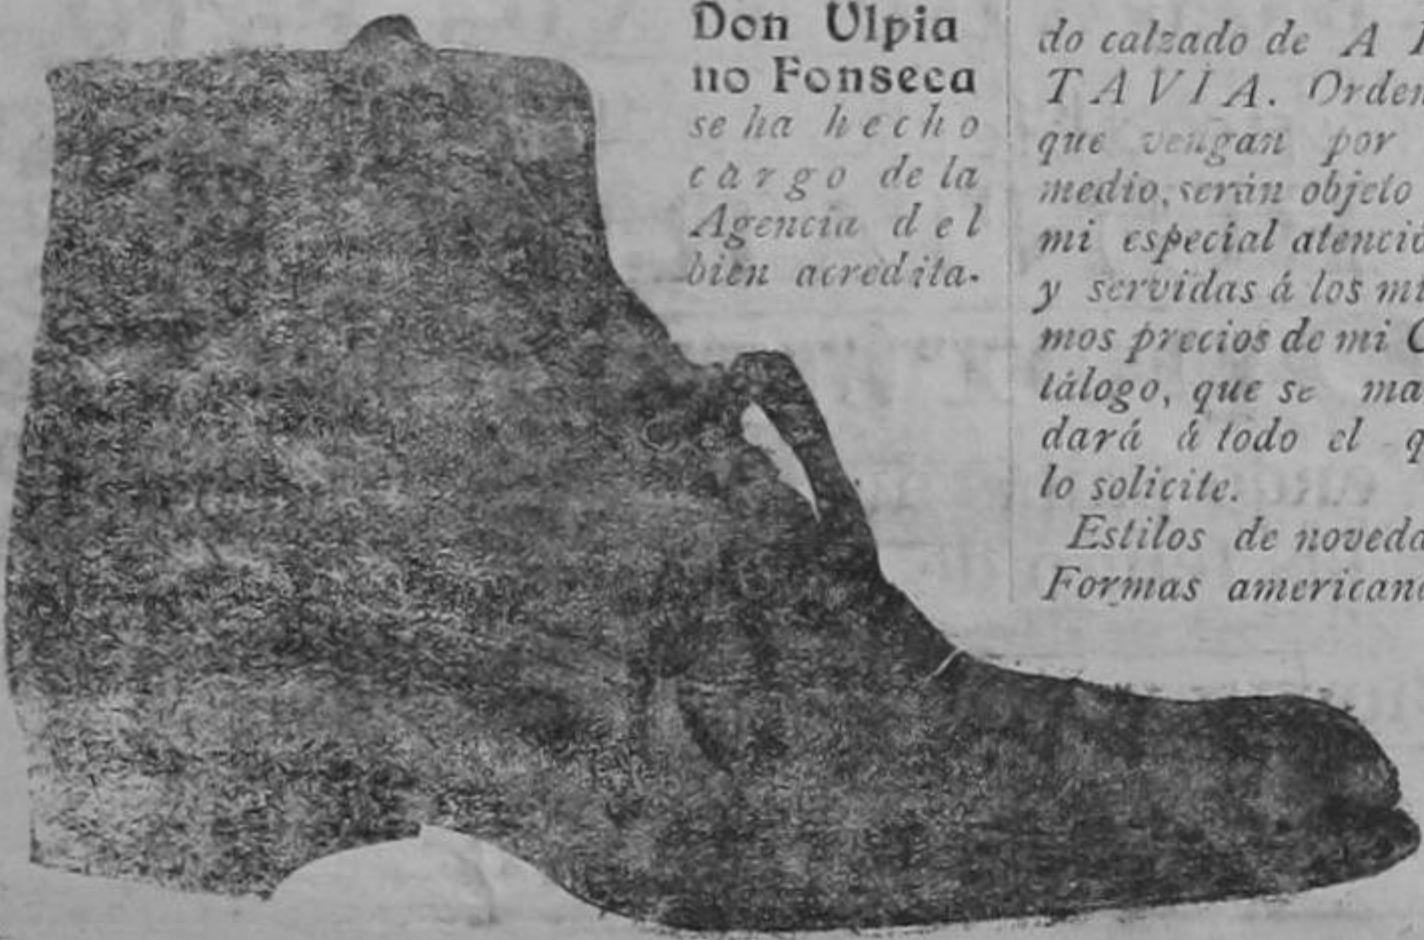 Don Ulpia
no Fonseca
se ha hecho
cargo de la
Agencia del
bien acredita-
do calzado de A
TAVIA. Orden
que vengan por
medio, serán objeto
mi especial atenció
y servidas á los mi
mos precios de mi C
tálogo, que se ma
dará á todo el q
lo solicite.
Estilos de noveda
Formas american